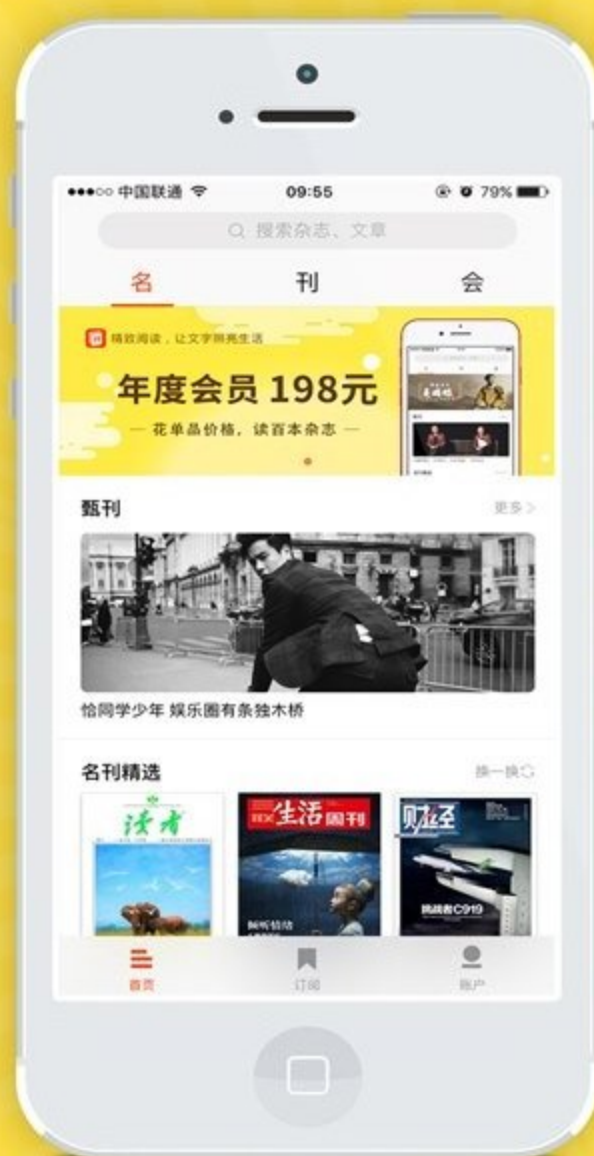 中国联通
09:55
79%
搜索杂志、文章
名 刊 会
精致阅读，让文字照亮生活
年度会员 198元
— 花单品价格，读百本杂志 —
甄刊
更多 >
恰同学少年 娱乐圈有条独木桥
名刊精选
换一换
读者
生活周刊
财经
倾听情绪
挑战者C919
首页
订阅
账户